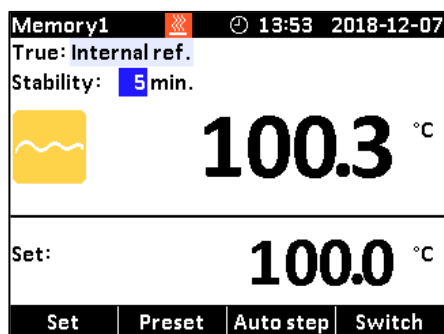 Memory1 13:53 2018-12-07
True: Internal ref.
Stability: 5 min.
100.3 °C
Set: 100.0 °C
Set Preset Auto step Switch